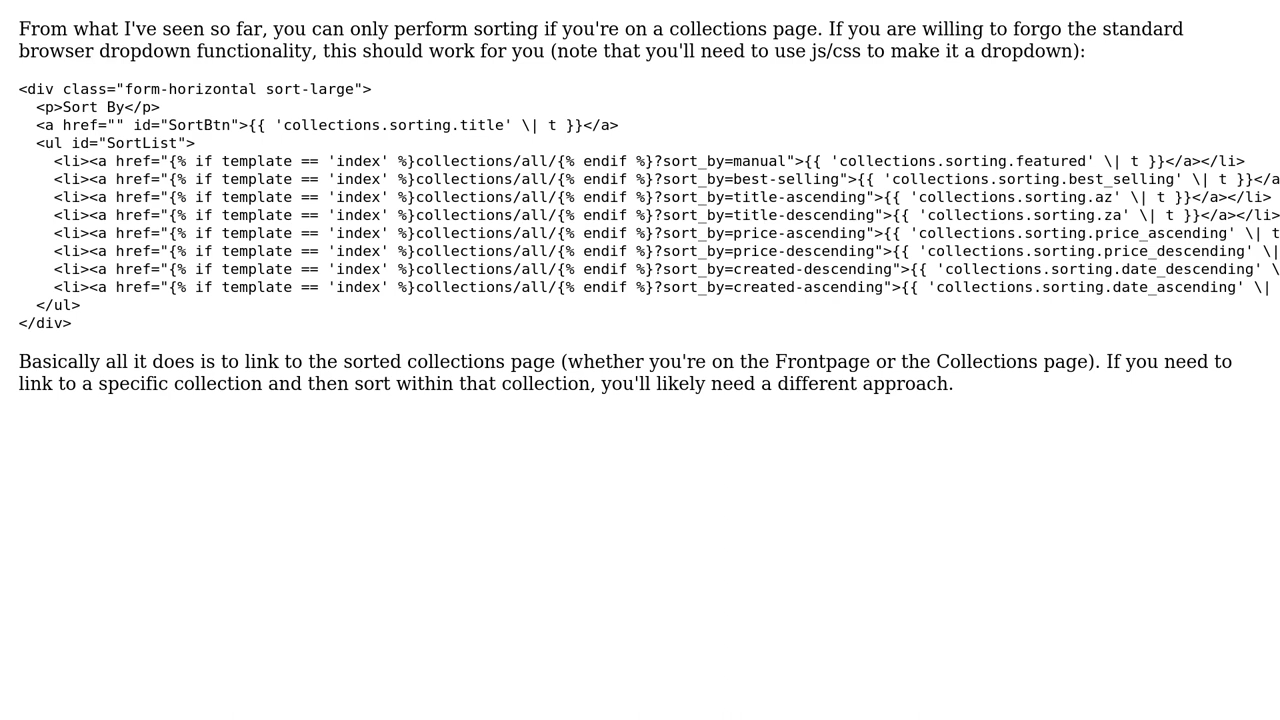 From what I've seen so far, you can only perform sorting if you're on a collections page. If you are willing to forgo the standard
browser dropdown functionality, this should work for you (note that you'll need to use js/css to make it a dropdown):
<div class="form-horizontal sort-large">
  <p>Sort By</p>
  <a href="" id="SortBtn">{{ 'collections.sorting.title' \| t }}</a>
  <ul id="SortList">
    <li><a href="{% if template == 'index' %}collections/all/{% endif %}?sort_by=manual">{{ 'collections.sorting.featured' \| t }}</a></li>
    <li><a href="{% if template == 'index' %}collections/all/{% endif %}?sort_by=best-selling">{{ 'collections.sorting.best_selling' \| t }}</a
    <li><a href="{% if template == 'index' %}collections/all/{% endif %}?sort_by=title-ascending">{{ 'collections.sorting.az' \| t }}</a></li>
    <li><a href="{% if template == 'index' %}collections/all/{% endif %}?sort_by=title-descending">{{ 'collections.sorting.za' \| t }}</a></li>
    <li><a href="{% if template == 'index' %}collections/all/{% endif %}?sort_by=price-ascending">{{ 'collections.sorting.price_ascending' \| t
    <li><a href="{% if template == 'index' %}collections/all/{% endif %}?sort_by=price-descending">{{ 'collections.sorting.price_descending' \|
    <li><a href="{% if template == 'index' %}collections/all/{% endif %}?sort_by=created-descending">{{ 'collections.sorting.date_descending' \
    <li><a href="{% if template == 'index' %}collections/all/{% endif %}?sort_by=created-ascending">{{ 'collections.sorting.date_ascending' \|
  </ul>
</div>
Basically all it does is to link to the sorted collections page (whether you're on the Frontpage or the Collections page). If you need to
link to a specific collection and then sort within that collection, you'll likely need a different approach.